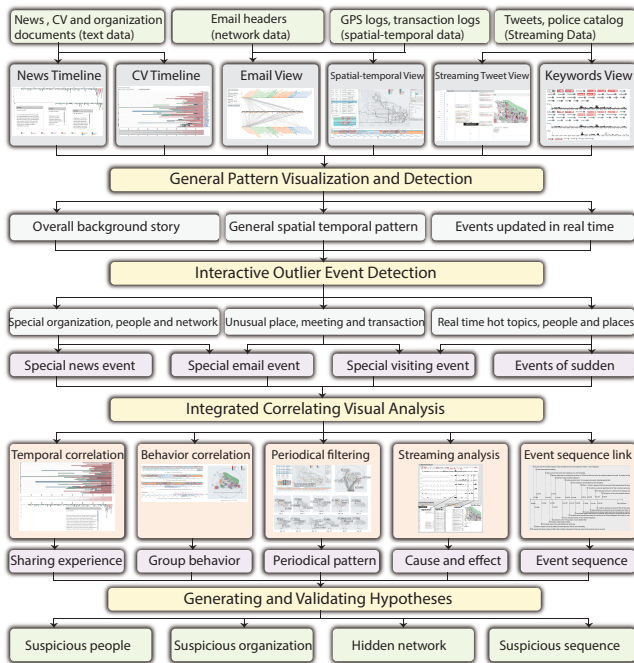 News , CV and organization
documents (text data)
Email headers
(network data)
GPS logs, transaction logs
(spatial-temporal data)
Tweets, police catalog
(Streaming Data)
News Timeline
CV Timeline
Email View
Spatial-temporal View
Streaming Tweet View
Keywords View
General Pattern Visualization and Detection
Overall background story
General spatial temporal pattern
Events updated in real time
Interactive Outlier Event Detection
Special organization, people and network
Unusual place, meeting and transaction
Real time hot topics, people and places
Special news event
Special email event
Special visiting event
Events of sudden
Integrated Correlating Visual Analysis
Temporal correlation
Behavior correlation
Periodical filtering
Streaming analysis
Event sequence link
Sharing experience
Group behavior
Periodical pattern
Cause and effect
Event sequence
Generating and Validating Hypotheses
Suspicious people
Suspicious organization
Hidden network
Suspicious sequence